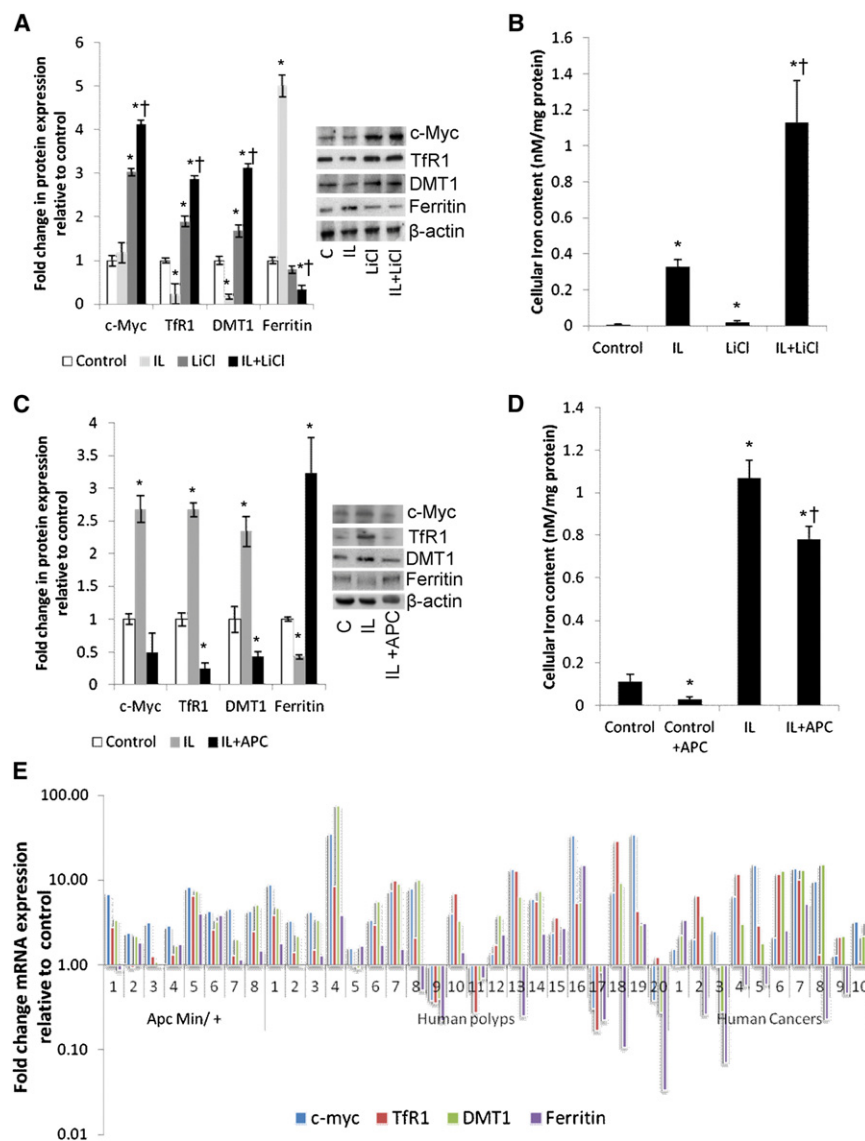 A
Fold change in protein expression
relative to control
6
5
4
3
2
1
0
*
*
*†
*
*
*†
*
*
*†
*
*†
c-Myc TfR1 DMT1 Ferritin
Control IL LiCl IL+LiCl
c-Myc
TfR1
DMT1
Ferritin
β-actin
C IL LiCl IL+LiCl
B
Cellular Iron content (nM/mg protein)
1.6
1.4
1.2
1
0.8
0.6
0.4
0.2
0
*
*
*†
Control IL LiCl IL+LiCl
C
Fold change in protein expression
relative to control
4
3.5
3
2.5
2
1.5
1
0.5
0
*
*
*
*
*
*
*
c-Myc TfR1 DMT1 Ferritin
Control IL IL+APC
c-Myc
TfR1
DMT1
Ferritin
β-actin
C IL IL +APC
D
Cellular Iron content (nM/mg protein)
1.4
1.2
1
0.8
0.6
0.4
0.2
0
*
*
*†
Control Control IL IL+APC
+APC
E
Fold change mRNA expression
relative to control
100.00
10.00
1.00
0.10
0.01
1 2 3 4 5 6 7 8 1 2 3 4 5 6 7 8 9 10 11 12 13 14 15 16 17 18 19 20 1 2 3 4 5 6 7 8 9 10
Apc Min/ + Human polyps Human Cancers
c-myc TfR1 DMT1 Ferritin